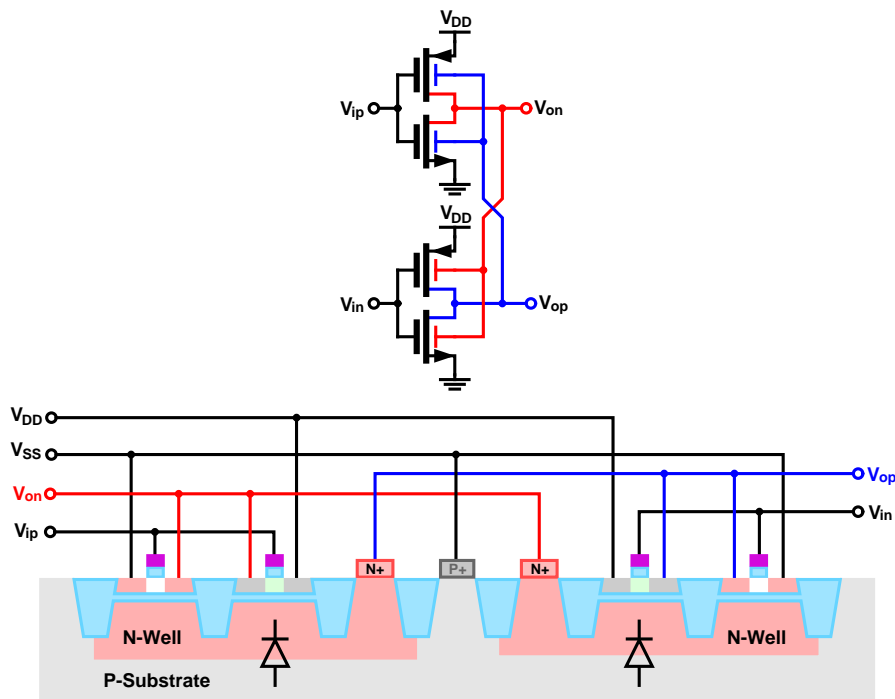 VDD
Vip
Von
VDD
Vin
Vop
VDD
VSS
Von
Vip
Vop
Vin
N+
P+
N+
N-Well
N-Well
P-Substrate